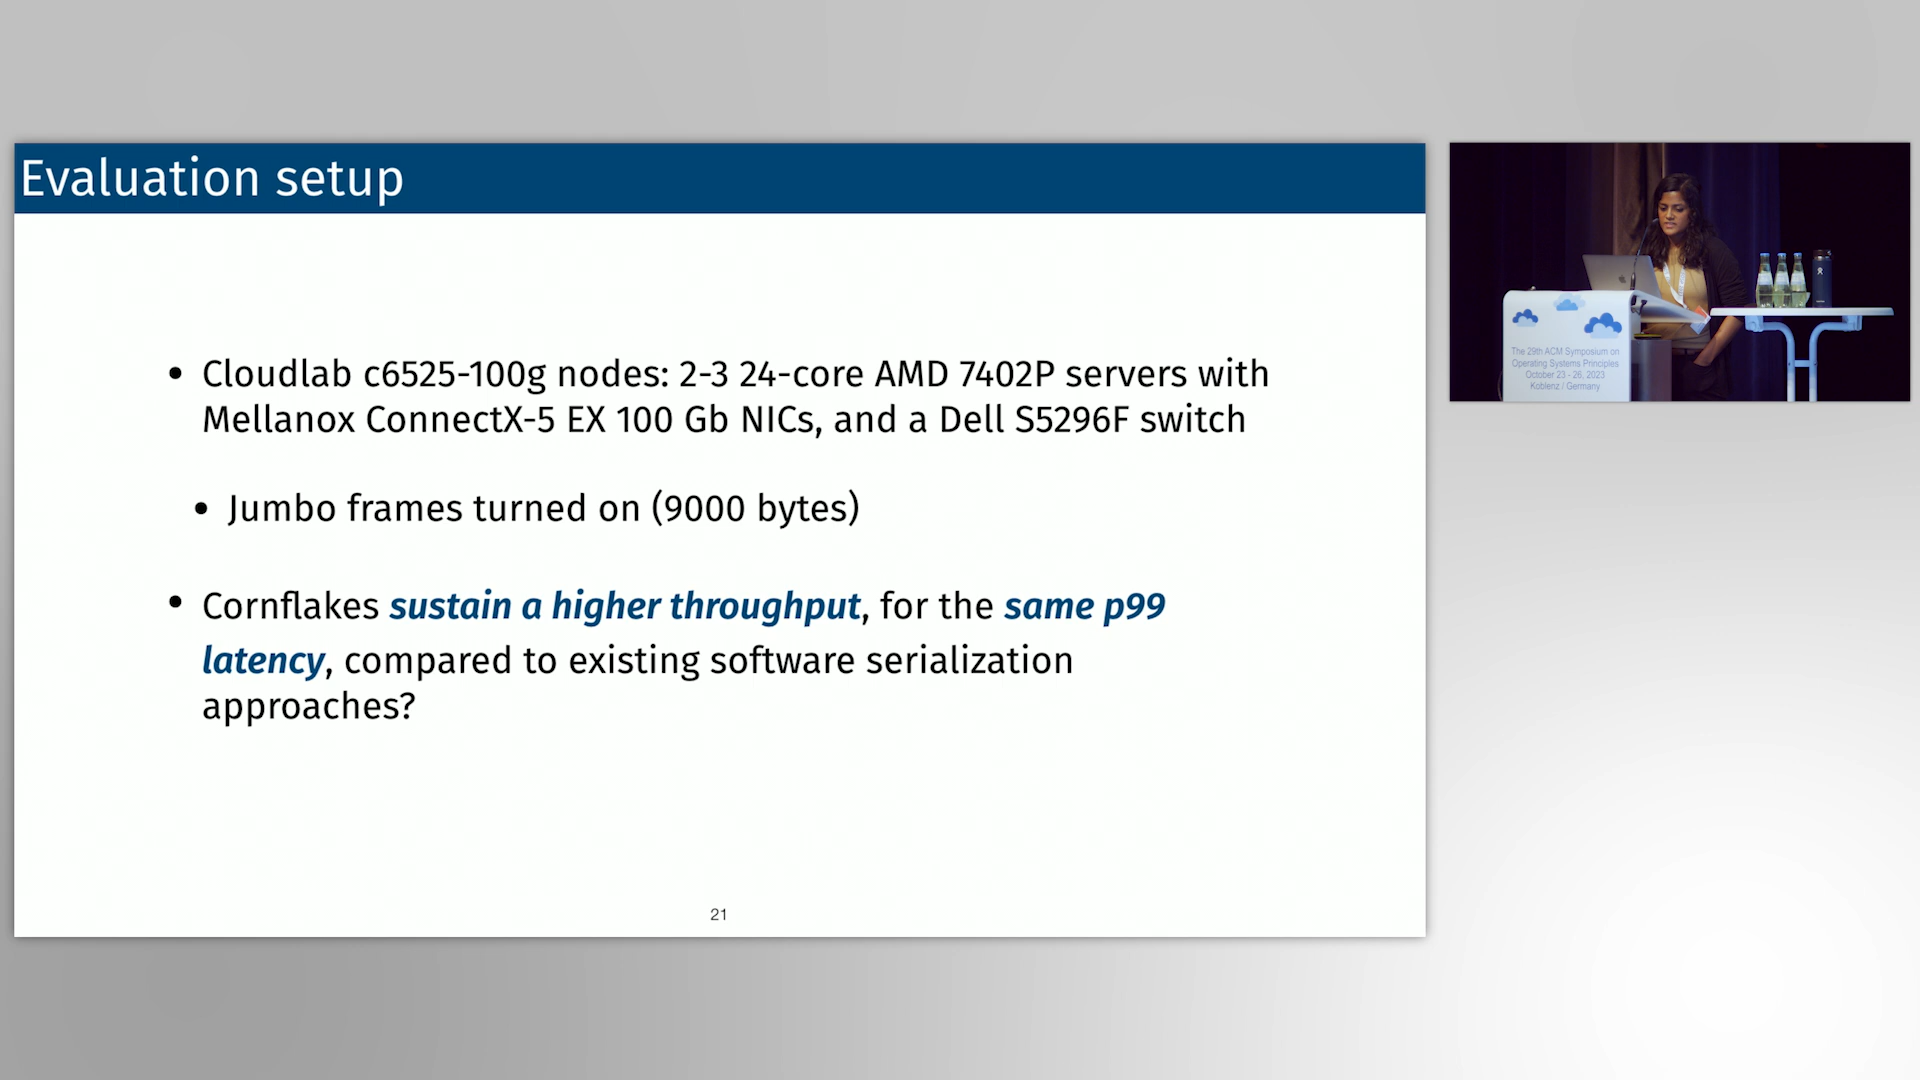 Evaluation setup
• Cloudlab c6525-100g nodes: 2-3 24-core AMD 7402P servers with
Mellanox ConnectX-5 EX 100 Gb NICs, and a Dell S5296F switch
• Jumbo frames turned on (9000 bytes)
• Cornflakes sustain a higher throughput, for the same p99
latency, compared to existing software serialization
approaches?
21
The 29th ACM Symposium on
Operating Systems Principles
October 23 - 26, 2023
Koblenz / Germany